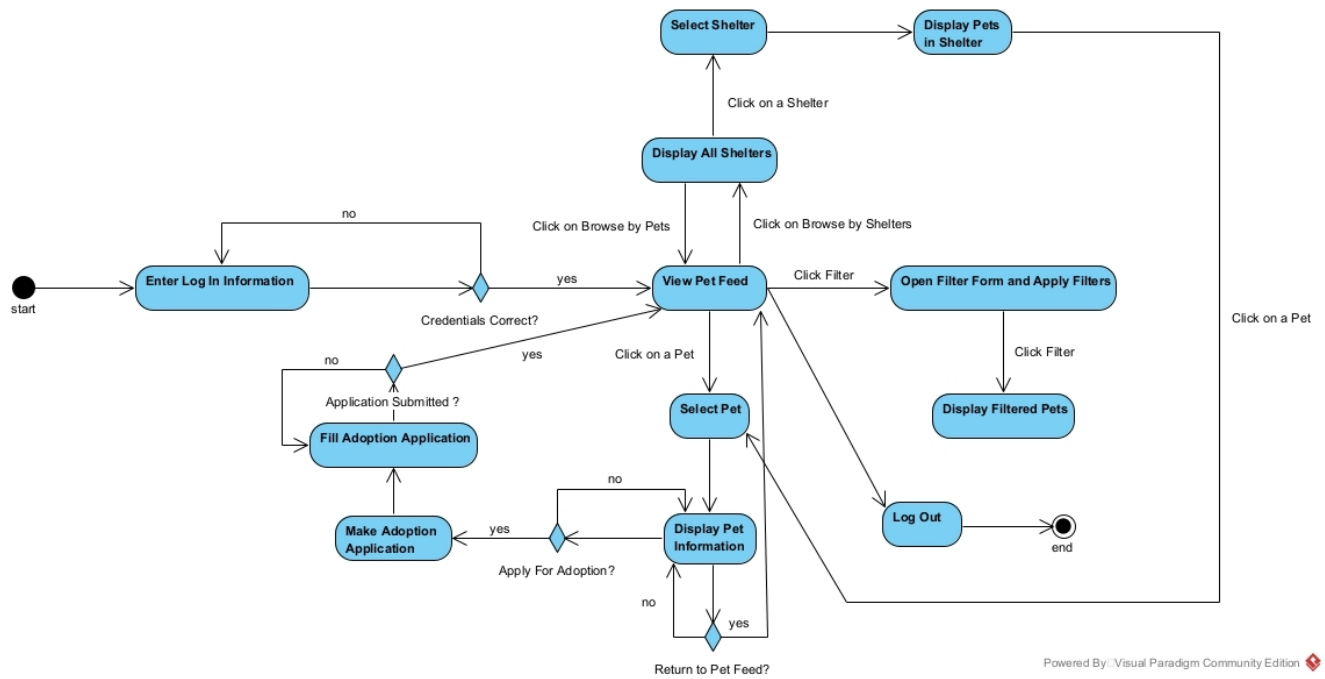 Select Shelter
Display Pets
in Shelter
Click on a Shelter
Display All Shelters
no
Click on Browse by Pets
Click on Browse by Shelters
Enter Log In Information
yes
View Pet Feed
Click Filter
Open Filter Form and Apply Filters
start
Credentials Correct?
Click on a Pet
no
yes
Click on a Pet
Click Filter
Application Submitted ?
Select Pet
Display Filtered Pets
Fill Adoption Application
no
Make Adoption
Application
yes
Display Pet
Information
Log Out
end
Apply For Adoption?
no
yes
Return to Pet Feed?
Powered By Visual Paradigm Community Edition